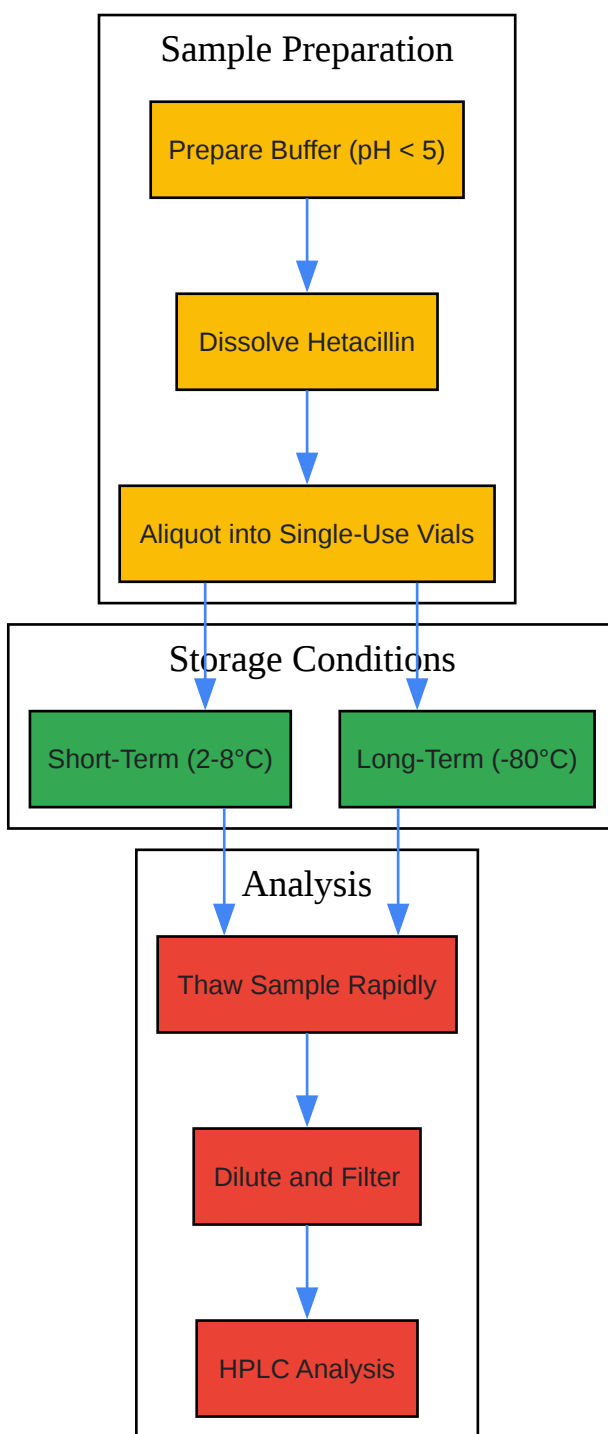 Sample Preparation
Prepare Buffer (pH < 5)
Dissolve Hetacillin
Aliquot into Single-Use Vials
Storage Conditions
Short-Term (2-8°C)
Long-Term (-80°C)
Analysis
Thaw Sample Rapidly
Dilute and Filter
HPLC Analysis